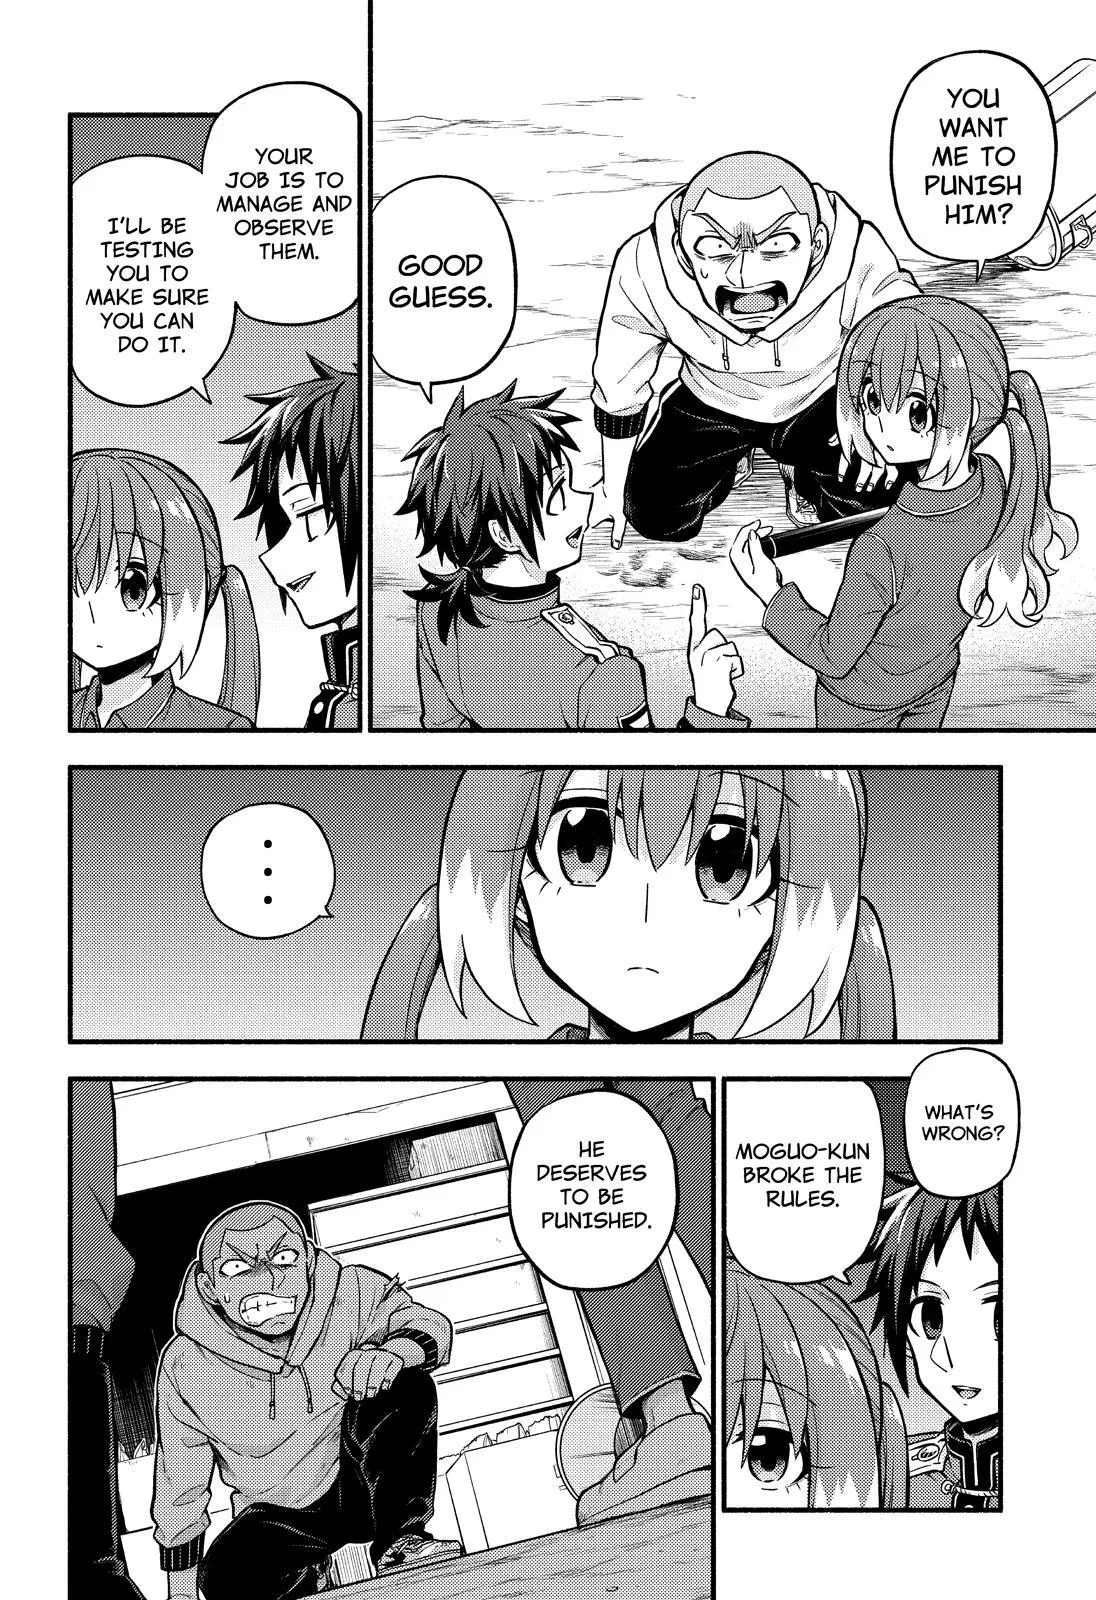 YOU
WANT
ME TO
PUNISH
HIM?
GOOD
GUESS.
YOUR
JOB IS TO
MANAGE AND
OBSERVE
THEM.
I'LL BE
TESTING
YOU TO
MAKE SURE
YOU CAN
DO IT.
...
WHAT'S
WRONG?
MOGUO-KUN
BROKE THE
RULES.
HE
DESERVES
TO BE
PUNISHED.